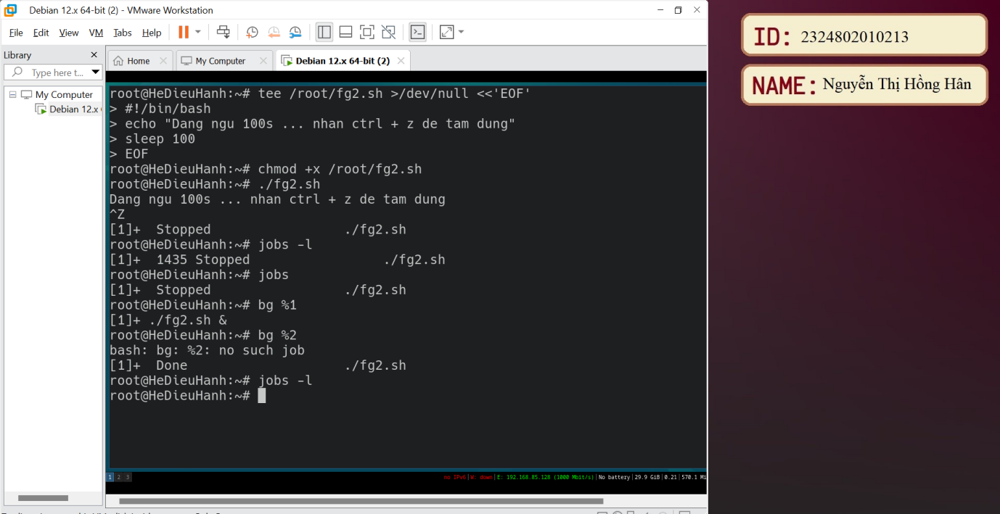 Debian 12.x 64-bit (2) - VMware Workstation
File Edit View VM Tabs Help
Library
Type here t...
My Computer
Debian 12.x
Home
My Computer
Debian 12.x 64-bit (2)
root@HeDieuHanh:~# tee /root/fg2.sh >/dev/null <<'EOF'
> #!/bin/bash
> echo "Dang ngu 100s ... nhan ctrl + z de tam dung"
> sleep 100
> EOF
root@HeDieuHanh:~# chmod +x /root/fg2.sh
root@HeDieuHanh:~# ./fg2.sh
Dang ngu 100s ... nhan ctrl + z de tam dung
^Z
[1]+  Stopped                 ./fg2.sh
root@HeDieuHanh:~# jobs -l
[1]+  1435 Stopped                 ./fg2.sh
root@HeDieuHanh:~# jobs
[1]+  Stopped                 ./fg2.sh
root@HeDieuHanh:~# bg %1
[1]+ ./fg2.sh &
root@HeDieuHanh:~# bg %2
bash: bg: %2: no such job
[1]+  Done                    ./fg2.sh
root@HeDieuHanh:~# jobs -l
root@HeDieuHanh:~#
1 2 3
no IPv6|W: down|E: 192.168.85.128 (1000 Mbit/s)|No battery|29.9 GiB|0.21|570.1 Mi
ID: 2324802010213
NAME: Nguyễn Thị Hồng Hân